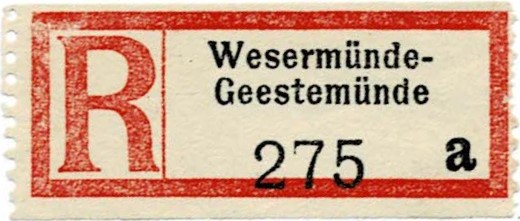 R
Wesermünde-
Geestemünde
275 a